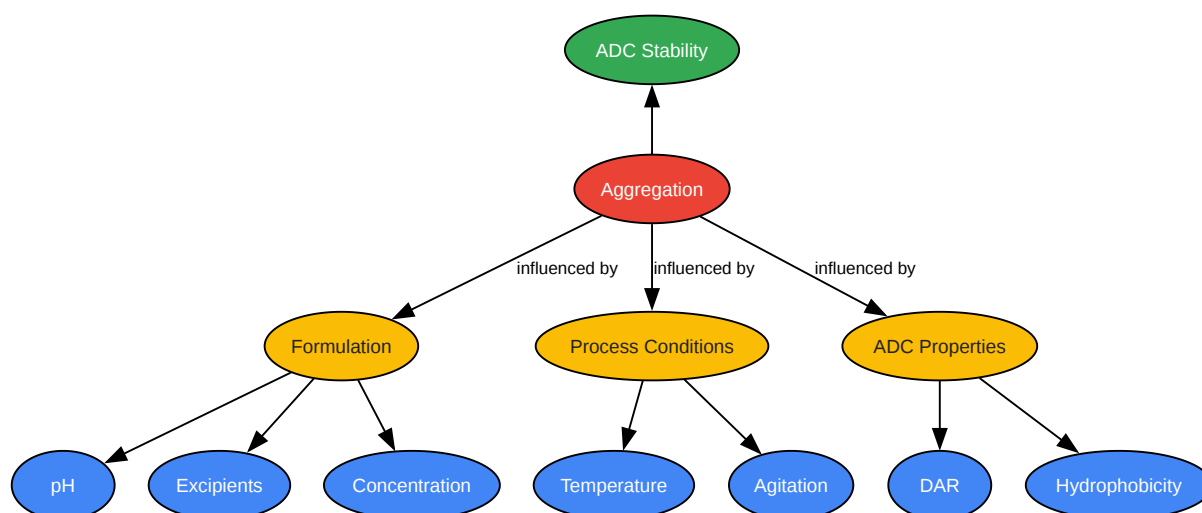 ADC Stability
Aggregation
influenced by
influenced by
influenced by
Formulation
Process Conditions
ADC Properties
pH
Excipients
Concentration
Temperature
Agitation
DAR
Hydrophobicity